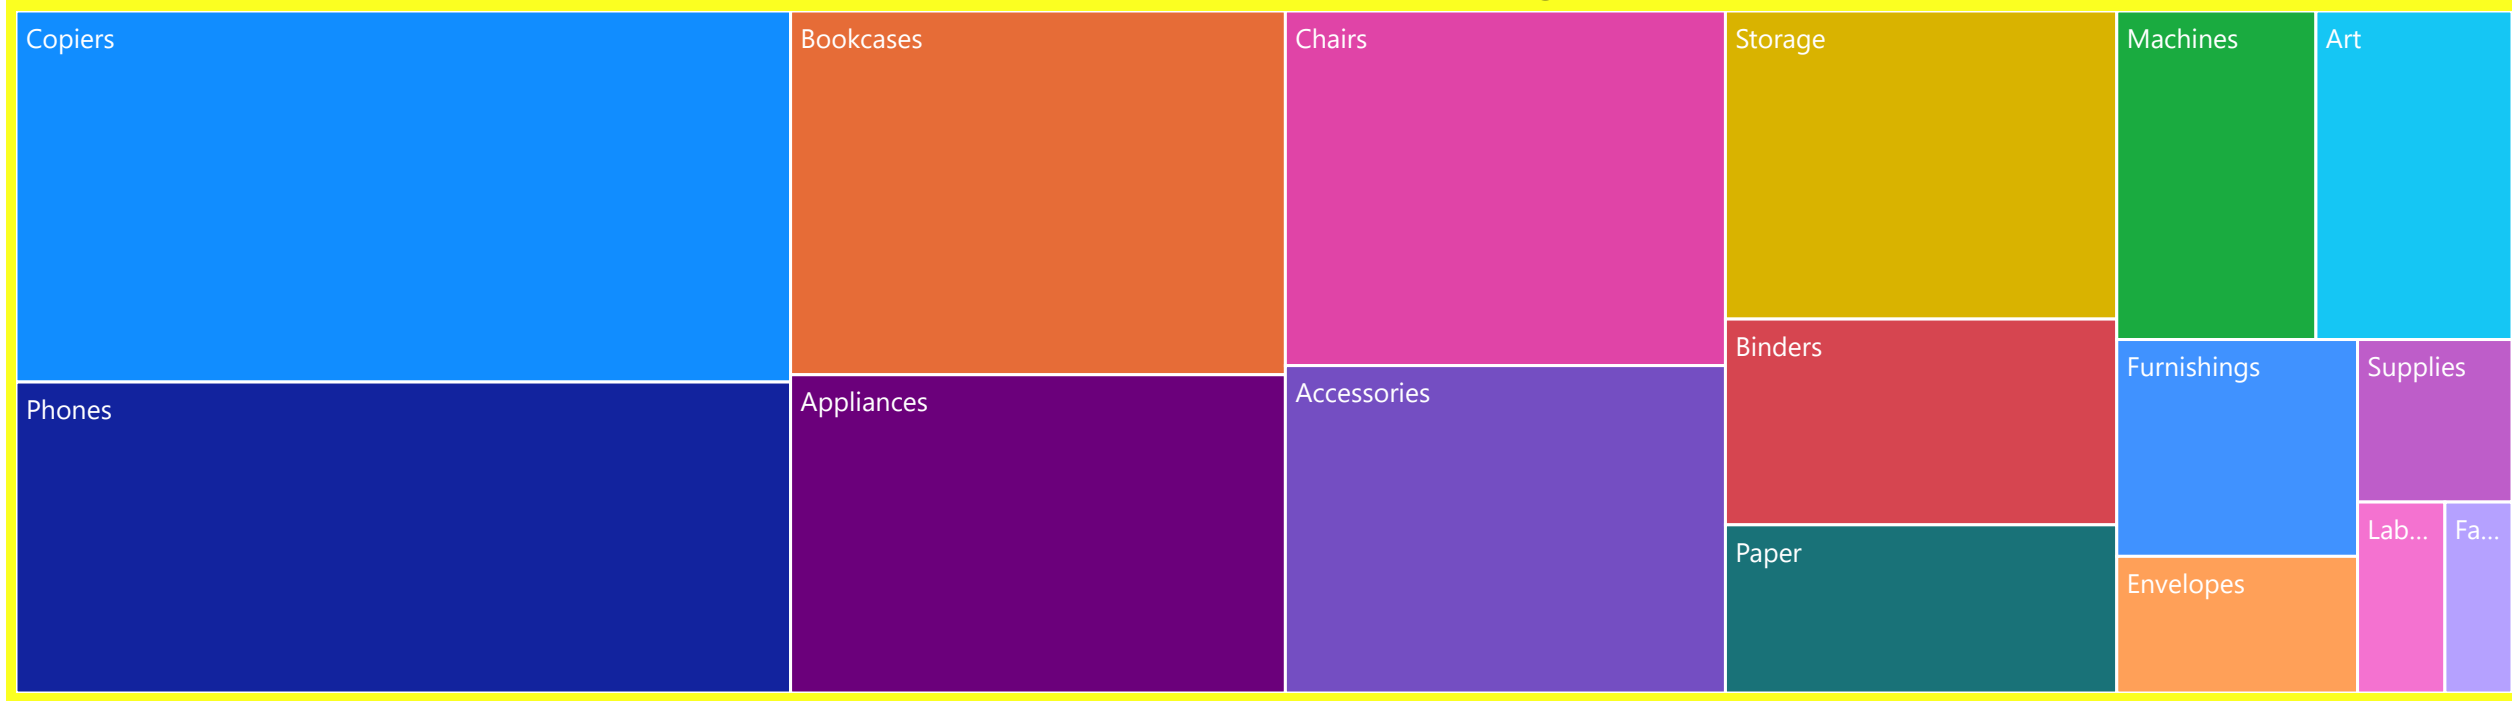 Copiers
Phones
Bookcases
Appliances
Chairs
Accessories
Storage
Binders
Paper
Machines
Art
Furnishings
Envelopes
Supplies
Lab...
Fa...